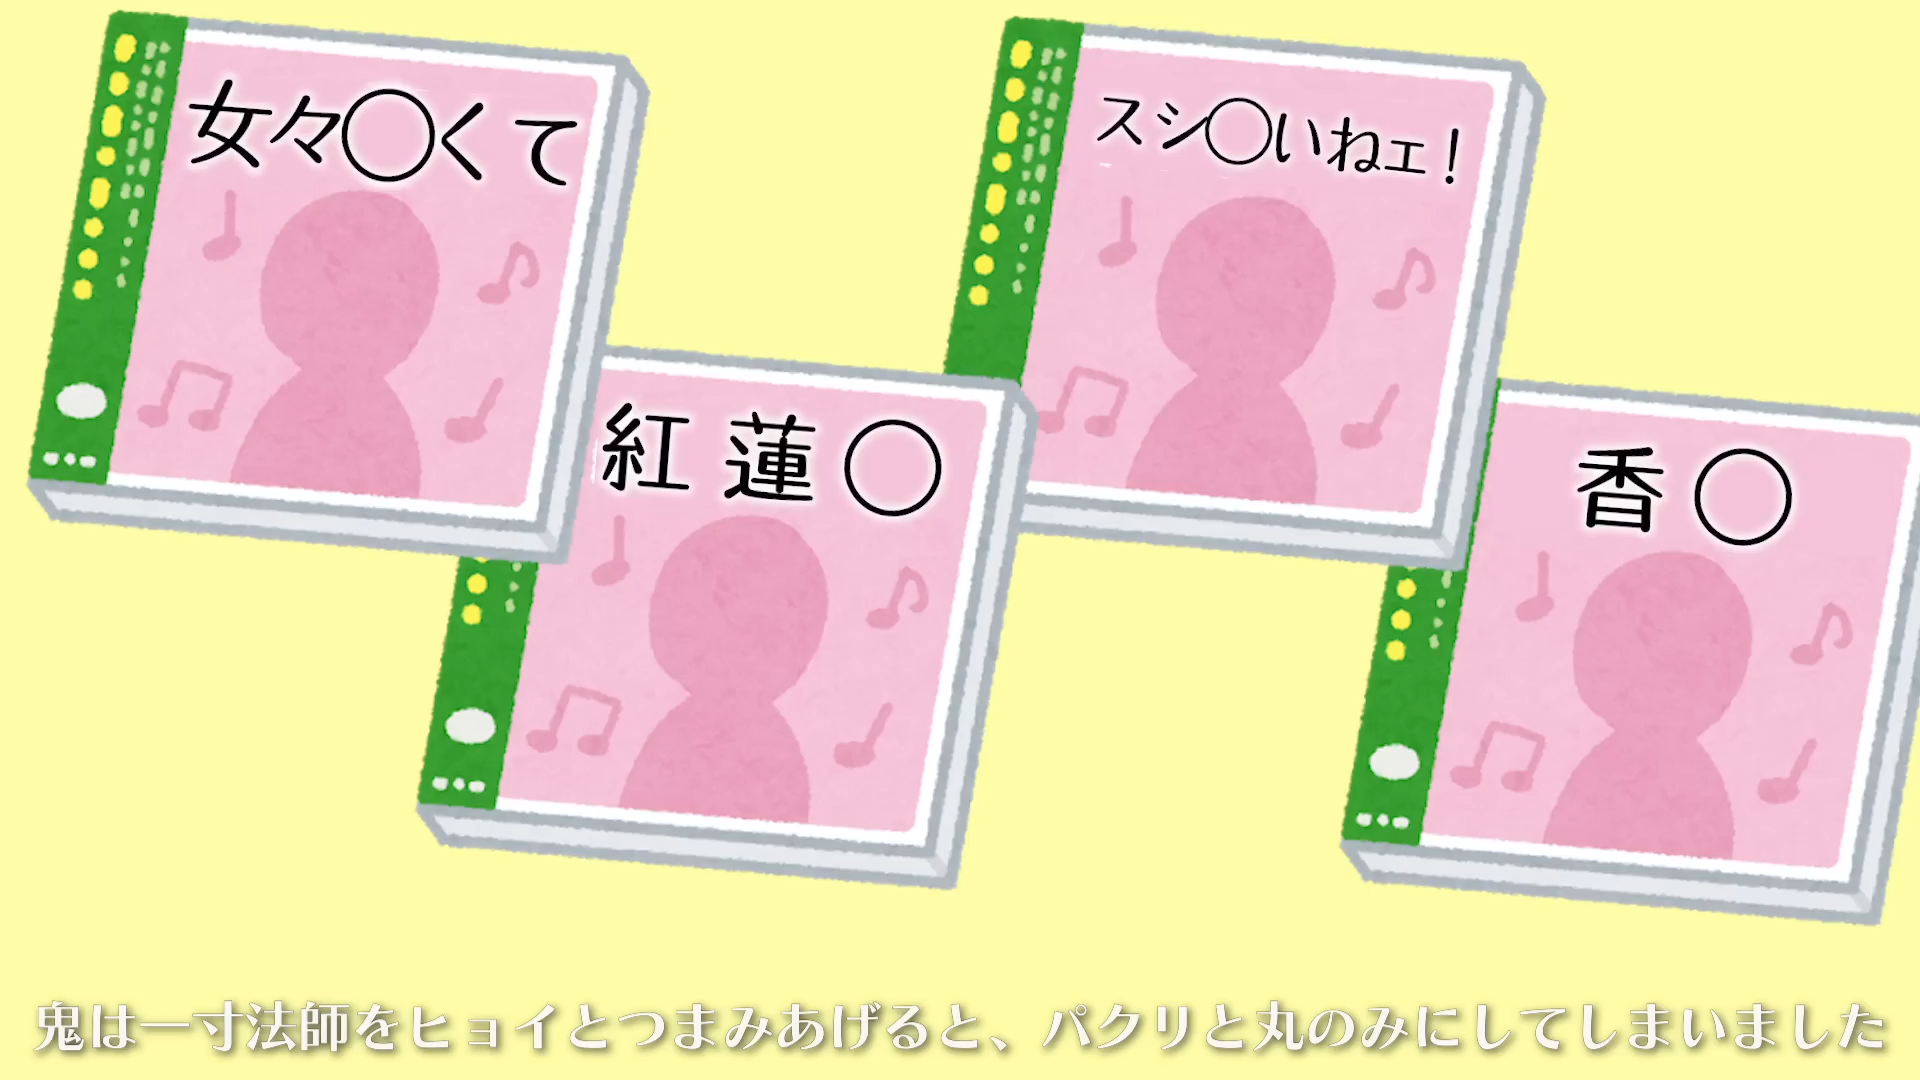 女々◯くて
スシ◯いねェ!
紅蓮◯
香◯
鬼は一寸法師をヒョイとつまみあげると、パクリと丸のみにしてしまいました